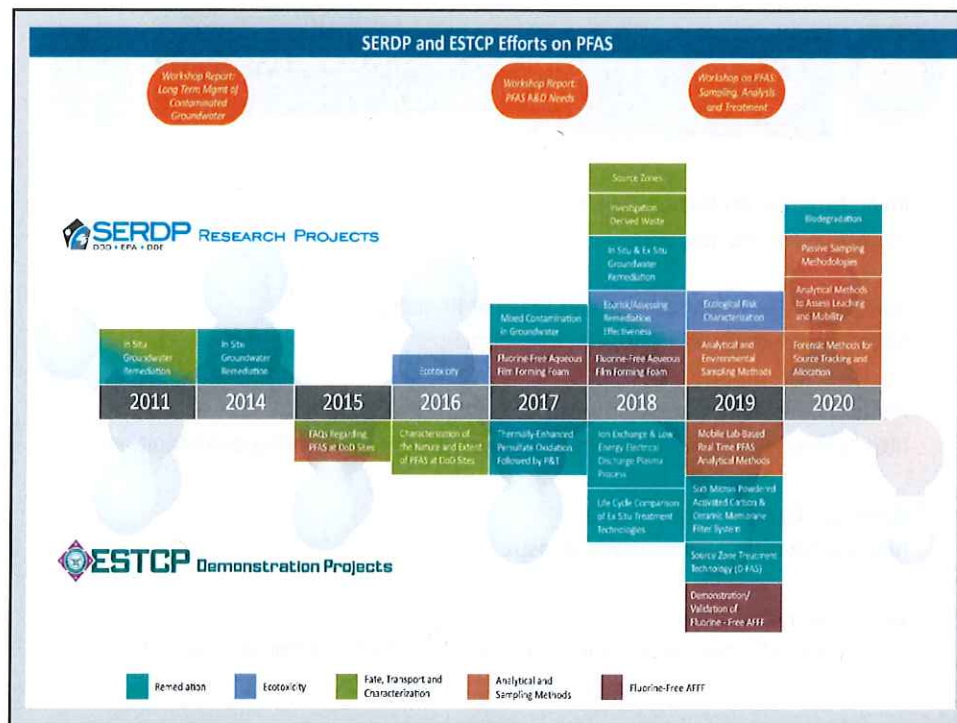 SERDP and ESTCP Efforts on PFAS
Workshop Report:
Long Term Mgmt of
Contaminated
Groundwater
Workshop Report:
PFAS R&D Needs
Workshop on PFAS:
Sampling, Analysis
and Treatment
SERDP RESEARCH PROJECTS
DOD • EPA • DOE
In Situ
Groundwater
Remediation
In Situ
Groundwater
Remediation
Ecotoxicity
Mixed Contamination
in Groundwater
Fluorine-Free Aqueous
Film Forming Foam
Source Zones
Investigation
Derived Waste
In Situ & Ex Situ
Groundwater
Remediation
Ecorisk/Assessing
Remediation
Effectiveness
Fluorine-Free Aqueous
Film Forming Foam
Ecological Risk
Characterization
Analytical and
Environmental
Sampling Methods
Biodegradation
Passive Sampling
Methodologies
Analytical Methods
to Assess Leaching
and Mobility
Forensic Methods for
Source Tracking and
Allocation
2011
2014
2015
2016
2017
2018
2019
2020
FAQs Regarding
PFAS at DoD Sites
Characterization of
the Nature and Extent
of PFAS at DoD Sites
Thermally-Enhanced
Persulfate Oxidation
Followed by P&T
Ion Exchange & Low
Energy Electrical
Discharge Plasma
Process
Life Cycle Comparison
of Ex Situ Treatment
Technologies
Mobile Lab-Based
Real Time PFAS
Analytical Methods
Sub Micron Powdered
Activated Carbon &
Ceramic Membrane
Filter System
Source Zone Treatment
Technology (D-FAS)
Demonstration/
Validation of
Fluorine - Free AFFF
ESTCP Demonstration Projects
Remediation
Ecotoxicity
Fate, Transport and
Characterization
Analytical and
Sampling Methods
Fluorine-Free AFFF